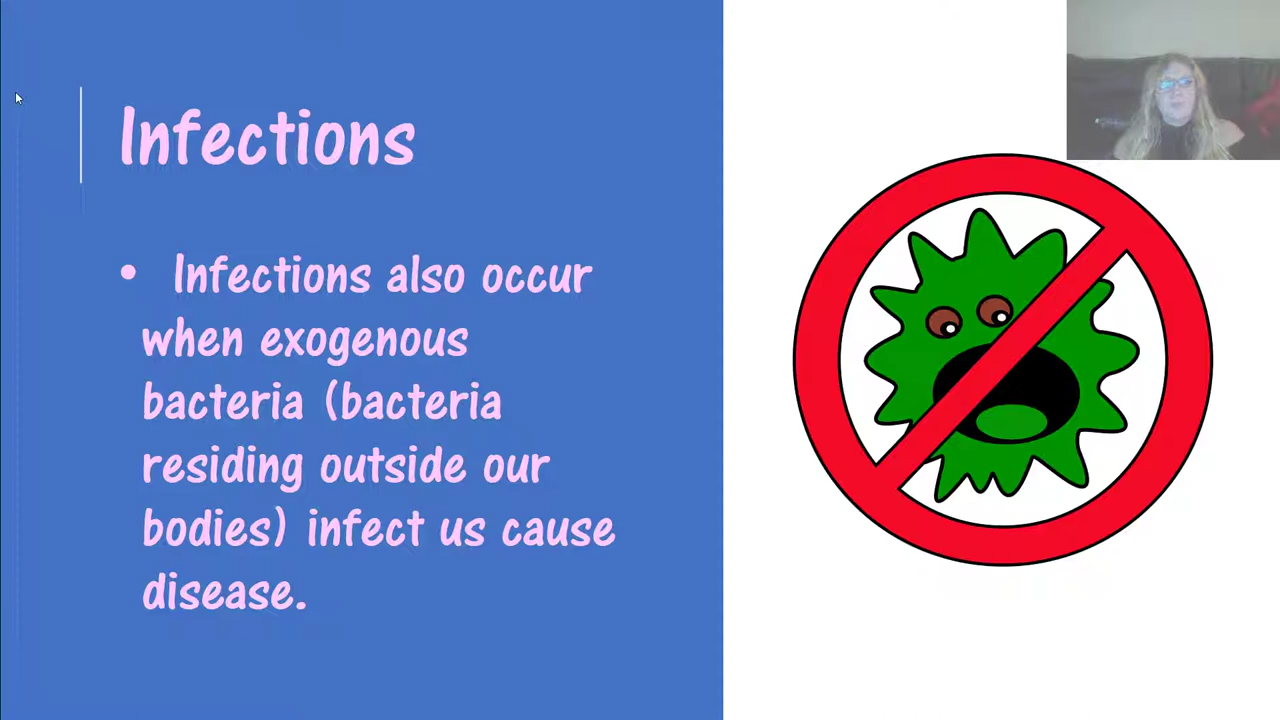 Infections
• Infections also occur
when exogenous
bacteria (bacteria
residing outside our
bodies) infect us cause
disease.